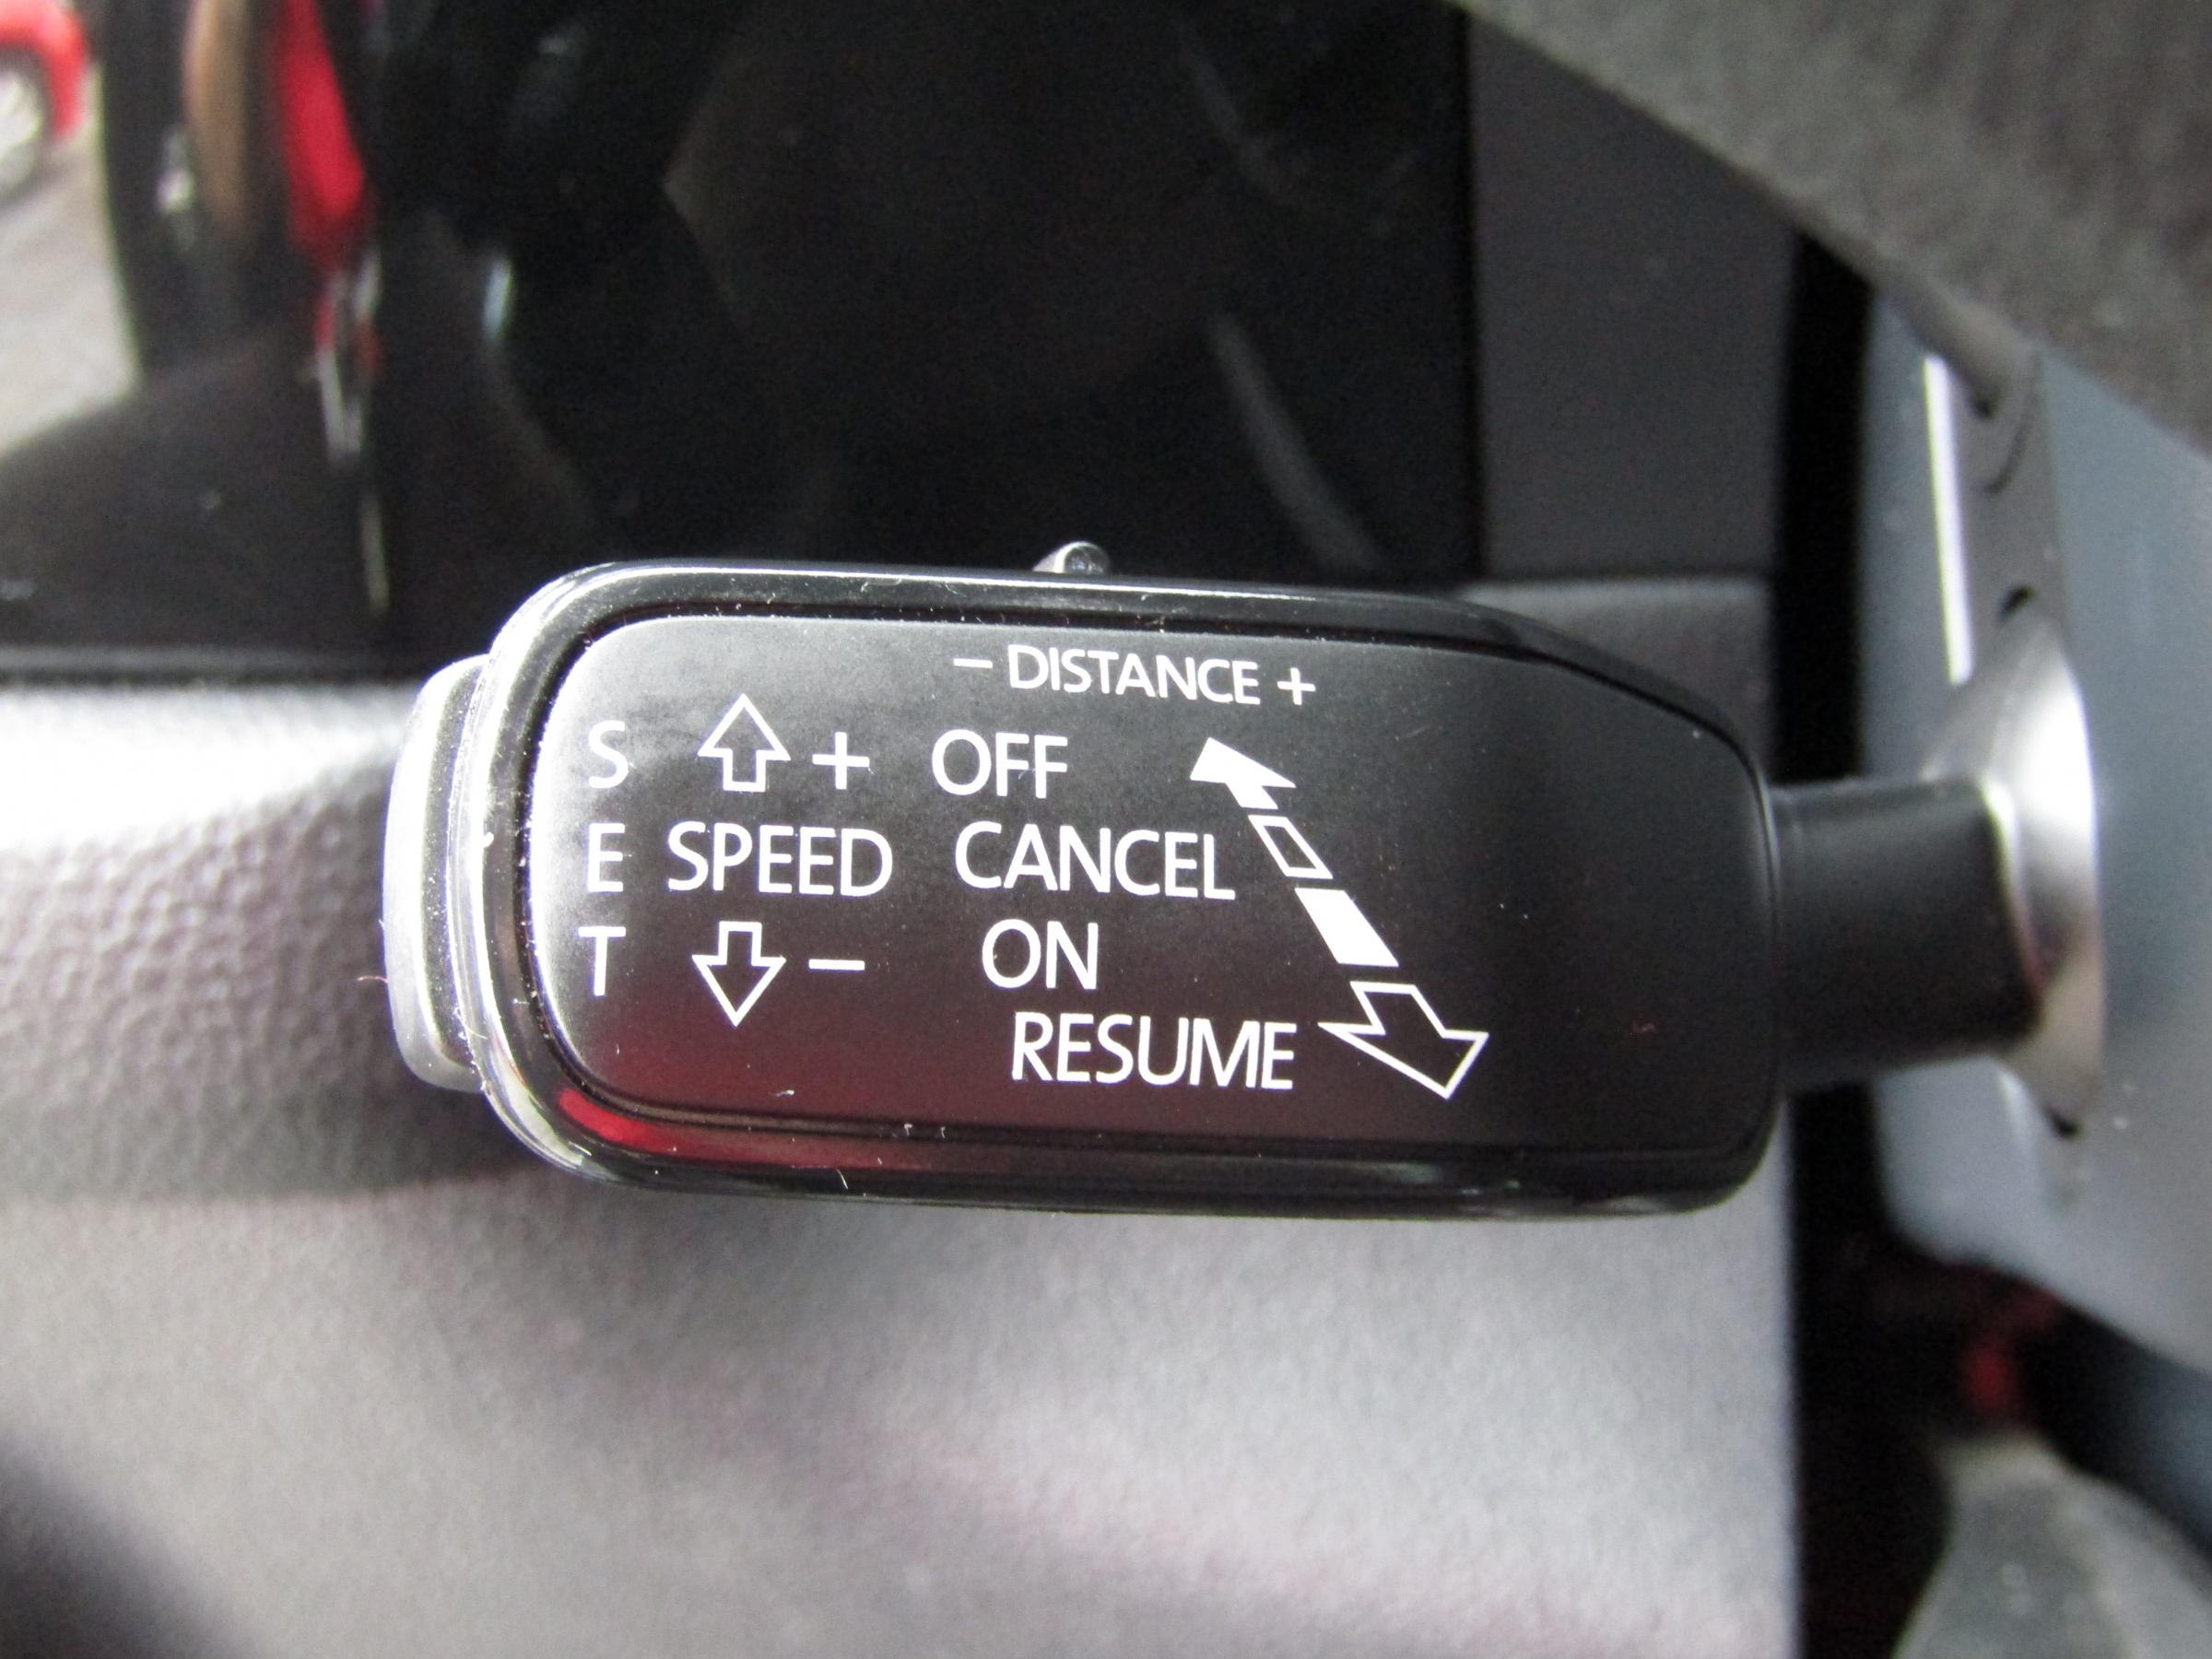 − DISTANCE +
S + OFF
E SPEED CANCEL
T − ON
RESUME